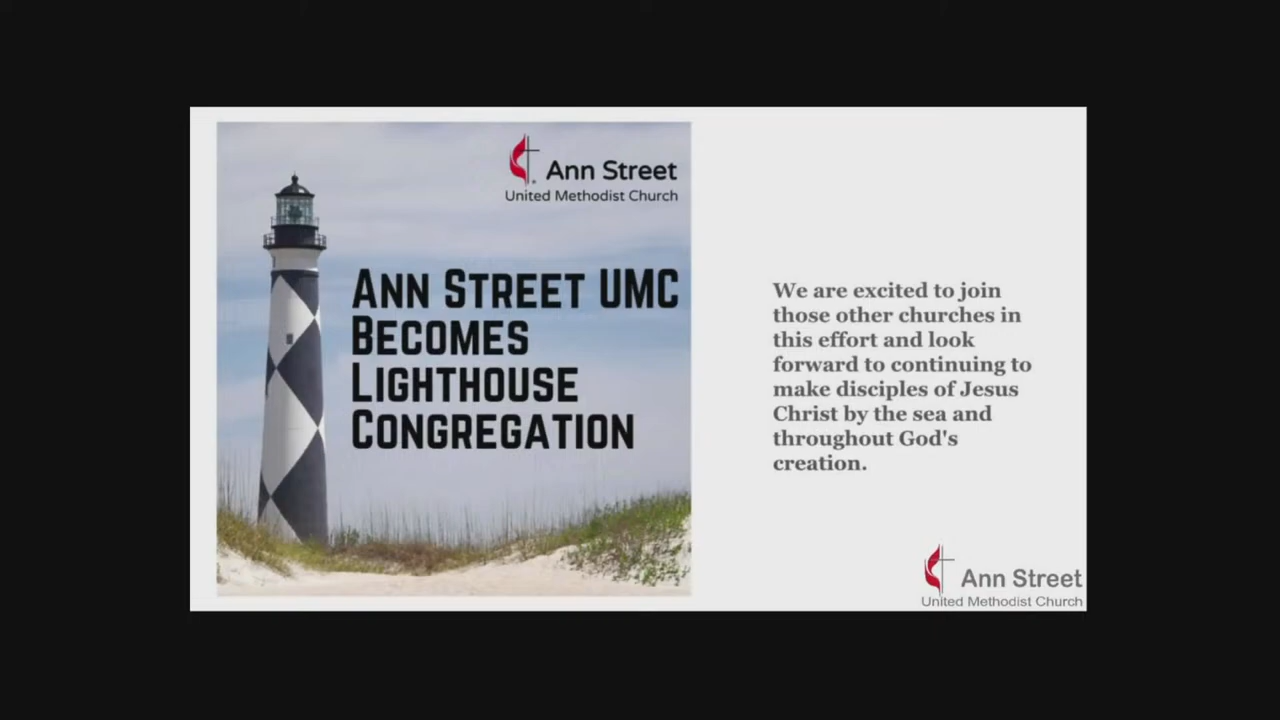 Ann Street
United Methodist Church
ANN STREET UMC
BECOMES
LIGHTHOUSE
CONGREGATION
We are excited to join
those other churches in
this effort and look
forward to continuing to
make disciples of Jesus
Christ by the sea and
throughout God's
creation.
Ann Street
United Methodist Church